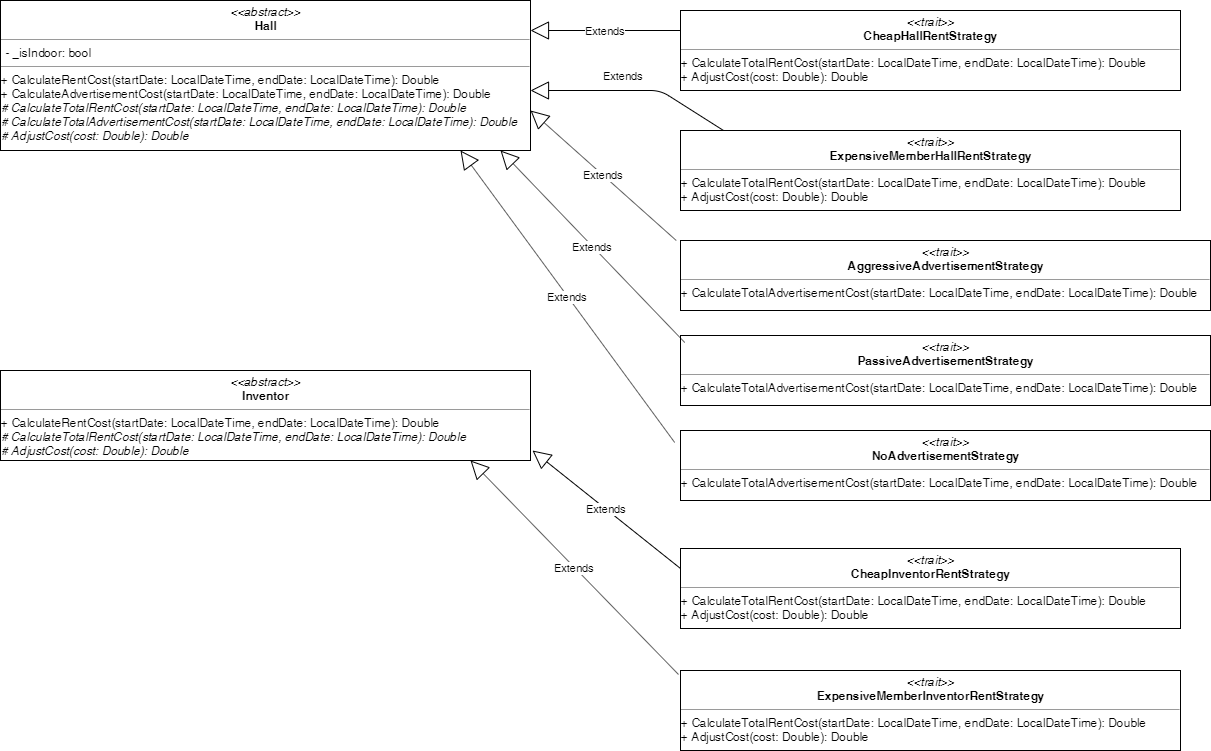 <<abstract>>
Hall
- _isIndoor: bool
+ CalculateRentCost(startDate: LocalDateTime, endDate: LocalDateTime): Double
+ CalculateAdvertisementCost(startDate: LocalDateTime, endDate: LocalDateTime): Double
# CalculateTotalRentCost(startDate: LocalDateTime, endDate: LocalDateTime): Double
# CalculateTotalAdvertisementCost(startDate: LocalDateTime, endDate: LocalDateTime): Double
# AdjustCost(cost: Double): Double
Extends
<<trait>>
CheapHallRentStrategy
+ CalculateTotalRentCost(startDate: LocalDateTime, endDate: LocalDateTime): Double
+ AdjustCost(cost: Double): Double
Extends
<<trait>>
ExpensiveMemberHallRentStrategy
+ CalculateTotalRentCost(startDate: LocalDateTime, endDate: LocalDateTime): Double
+ AdjustCost(cost: Double): Double
Extends
<<trait>>
AggressiveAdvertisementStrategy
+ CalculateTotalAdvertisementCost(startDate: LocalDateTime, endDate: LocalDateTime): Double
Extends
<<trait>>
PassiveAdvertisementStrategy
+ CalculateTotalAdvertisementCost(startDate: LocalDateTime, endDate: LocalDateTime): Double
Extends
<<trait>>
NoAdvertisementStrategy
+ CalculateTotalAdvertisementCost(startDate: LocalDateTime, endDate: LocalDateTime): Double
<<abstract>>
Inventor
+ CalculateRentCost(startDate: LocalDateTime, endDate: LocalDateTime): Double
# CalculateTotalRentCost(startDate: LocalDateTime, endDate: LocalDateTime): Double
# AdjustCost(cost: Double): Double
Extends
<<trait>>
CheapInventorRentStrategy
+ CalculateTotalRentCost(startDate: LocalDateTime, endDate: LocalDateTime): Double
+ AdjustCost(cost: Double): Double
Extends
<<trait>>
ExpensiveMemberInventorRentStrategy
+ CalculateTotalRentCost(startDate: LocalDateTime, endDate: LocalDateTime): Double
+ AdjustCost(cost: Double): Double